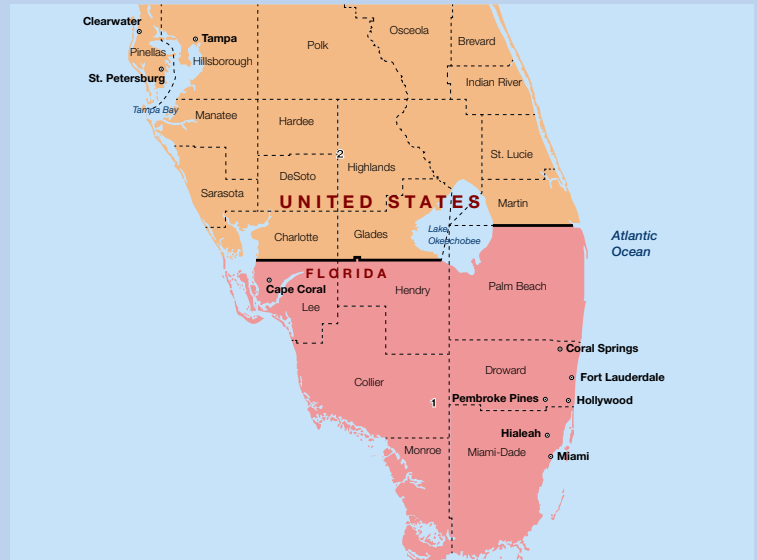 Clearwater
Osceola
Tampa
Polk
Brevard
Pinellas
Hillsborough
St. Petersburg
Indian River
Tampa Bay
Manatee
Hardee
2
St. Lucie
Highlands
DeSoto
Sarasota
UNITED STATES
Martin
Lake
Okeechobee
Charlotte
Glades
Atlantic
Ocean
FLORIDA
Cape Coral
Hendry
Palm Beach
Lee
Coral Springs
Droward
Fort Lauderdale
Collier
1
Pembroke Pines
Hollywood
Hialeah
Monroe
Miami-Dade
Miami